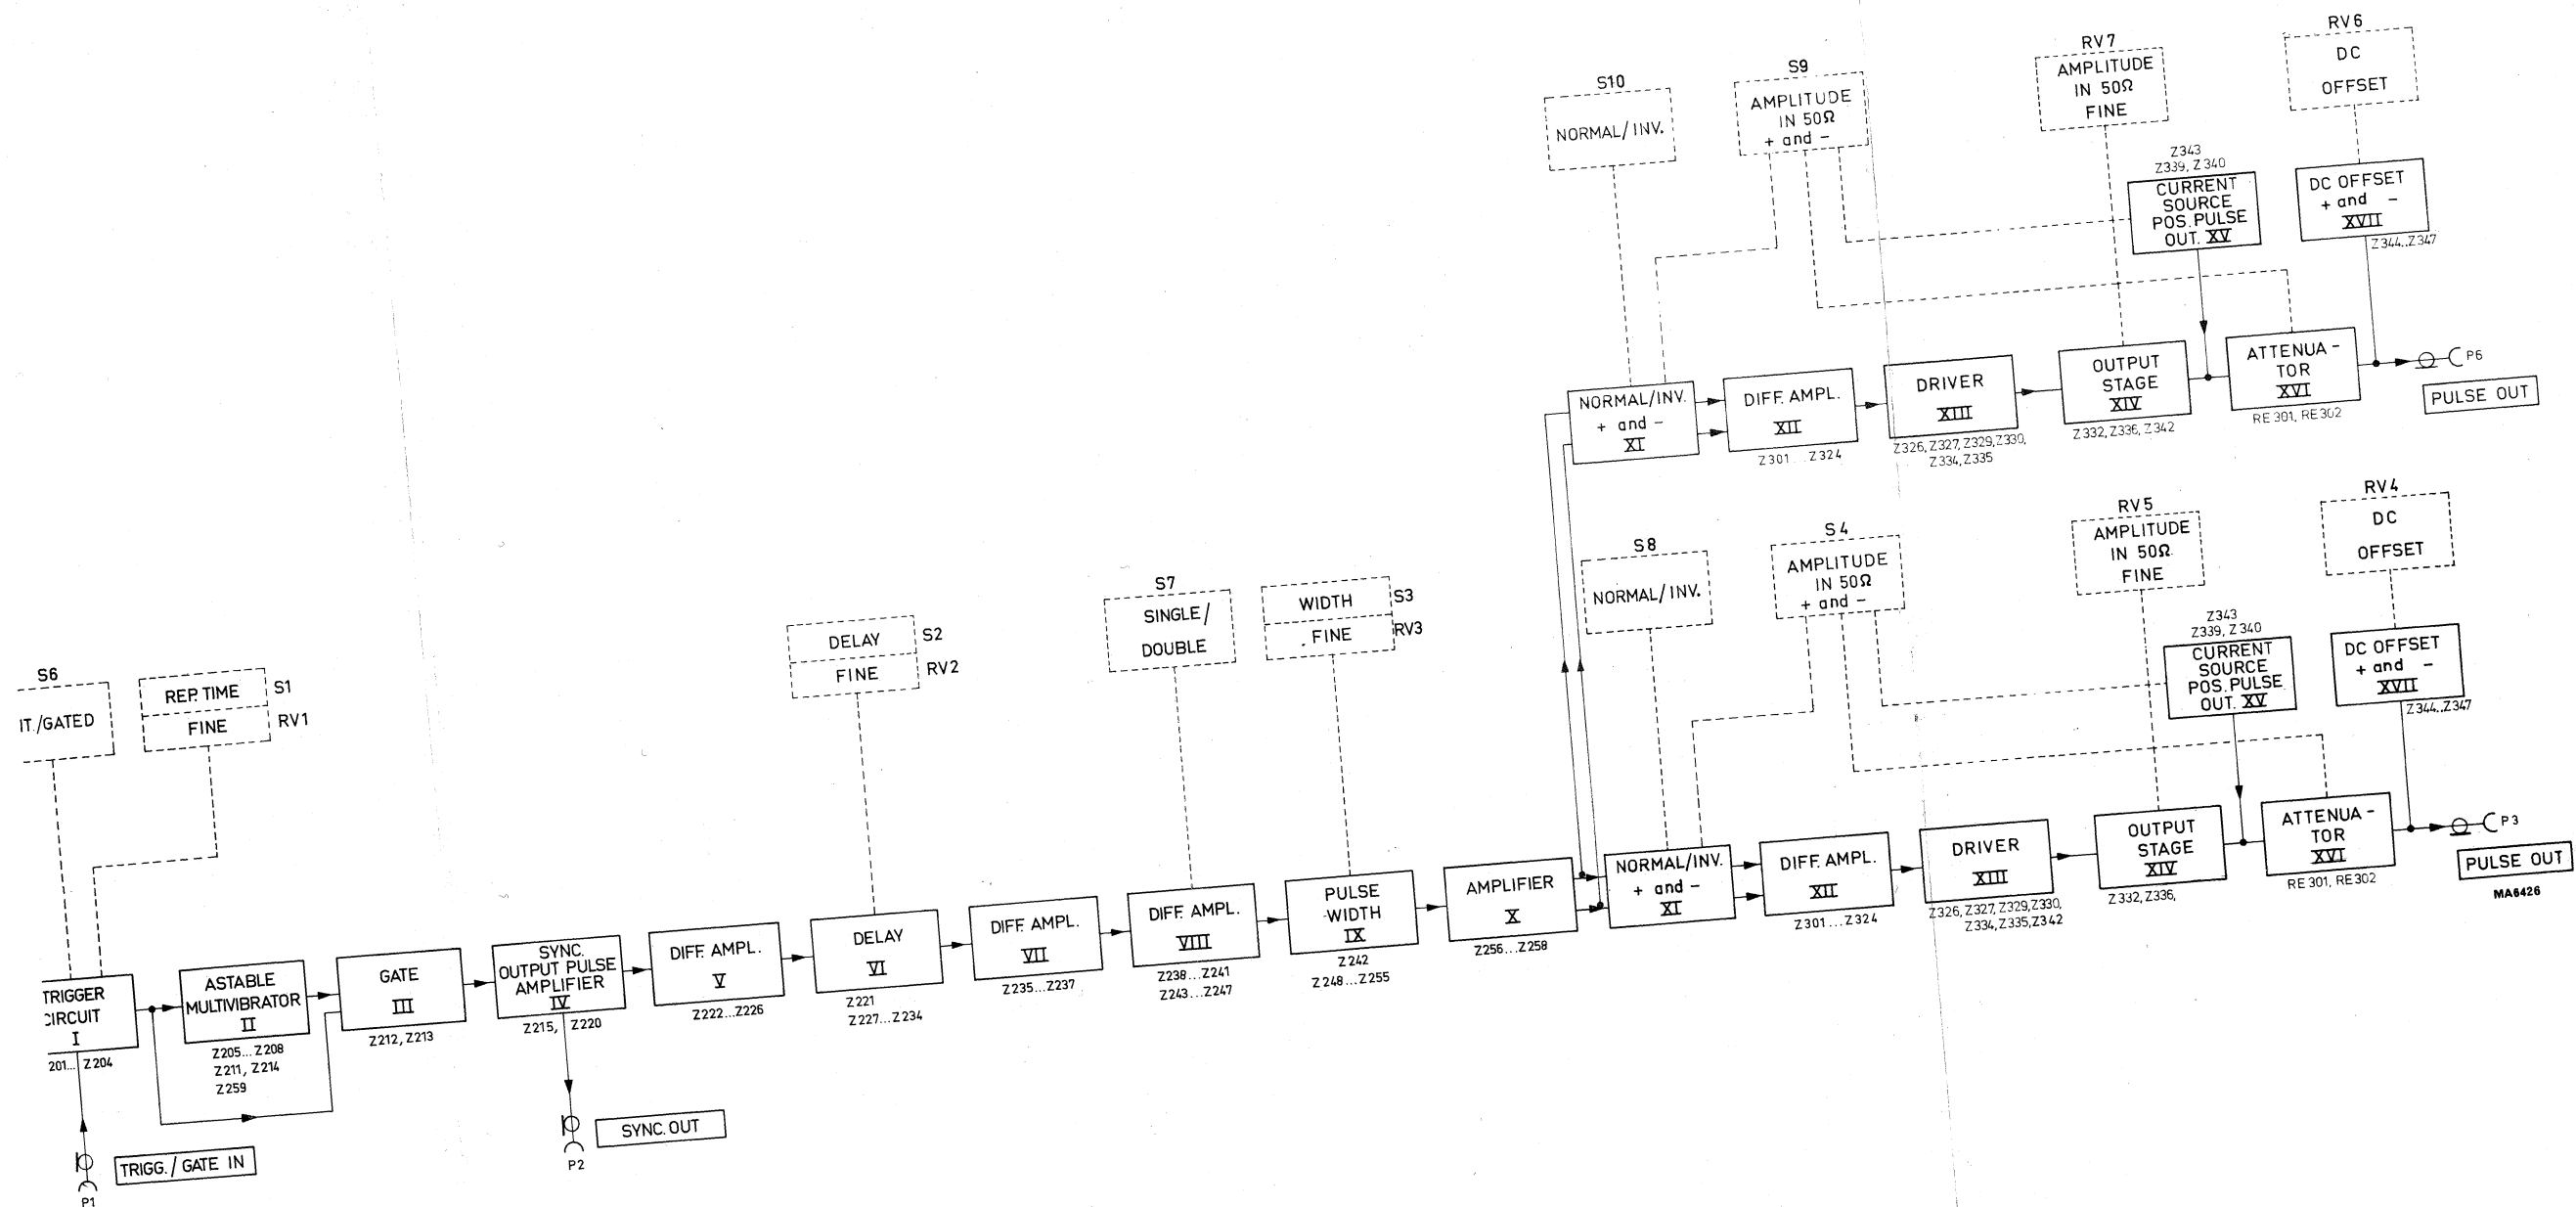 RV6
DC
OFFSET
RV7
AMPLITUDE
IN 50Ω
FINE
S9
AMPLITUDE
IN 50Ω
+ and -
S10
NORMAL/INV.
Z343
Z339, Z340
CURRENT
SOURCE
POS.PULSE
OUT. XV
DC OFFSET
+ and -
XVII
Z344..Z347
NORMAL/INV.
+ and -
XI
DIFF. AMPL.
XII
Z301...Z324
DRIVER
XIII
Z326, Z327, Z329, Z330,
Z334, Z335
OUTPUT
STAGE
XIV
Z332, Z336, Z342
ATTENUA-
TOR
XVI
RE301, RE302
P6
PULSE OUT
RV4
DC
OFFSET
RV5
AMPLITUDE
IN 50Ω
FINE
S4
AMPLITUDE
IN 50Ω
+ and -
S8
NORMAL/INV.
Z343
Z339, Z340
CURRENT
SOURCE
POS.PULSE
OUT. XV
DC OFFSET
+ and -
XVII
Z344..Z347
S7
SINGLE/
DOUBLE
WIDTH S3
FINE RV3
DELAY S2
FINE RV2
S6
IT./GATED
REP. TIME S1
FINE RV1
TRIGGER
CIRCUIT
I
201... Z204
ASTABLE
MULTIVIBRATOR
II
Z205...Z208
Z211, Z214
Z259
GATE
III
Z212, Z213
SYNC.
OUTPUT PULSE
AMPLIFIER
IV
Z215, Z220
DIFF. AMPL.
V
Z222...Z226
DELAY
VI
Z221
Z227...Z234
DIFF. AMPL.
VII
Z235...Z237
DIFF. AMPL.
VIII
Z238...Z241
Z243...Z247
PULSE
WIDTH
IX
Z242
Z248...Z255
AMPLIFIER
X
Z256...Z258
NORMAL/INV.
+ and -
XI
DIFF. AMPL.
XII
Z301...Z324
DRIVER
XIII
Z326, Z327, Z329, Z330,
Z334, Z335, Z342
OUTPUT
STAGE
XIV
Z332, Z336,
ATTENUA-
TOR
XVI
RE301, RE302
P3
PULSE OUT
MA6426
P1
TRIGG./GATE IN
P2
SYNC. OUT